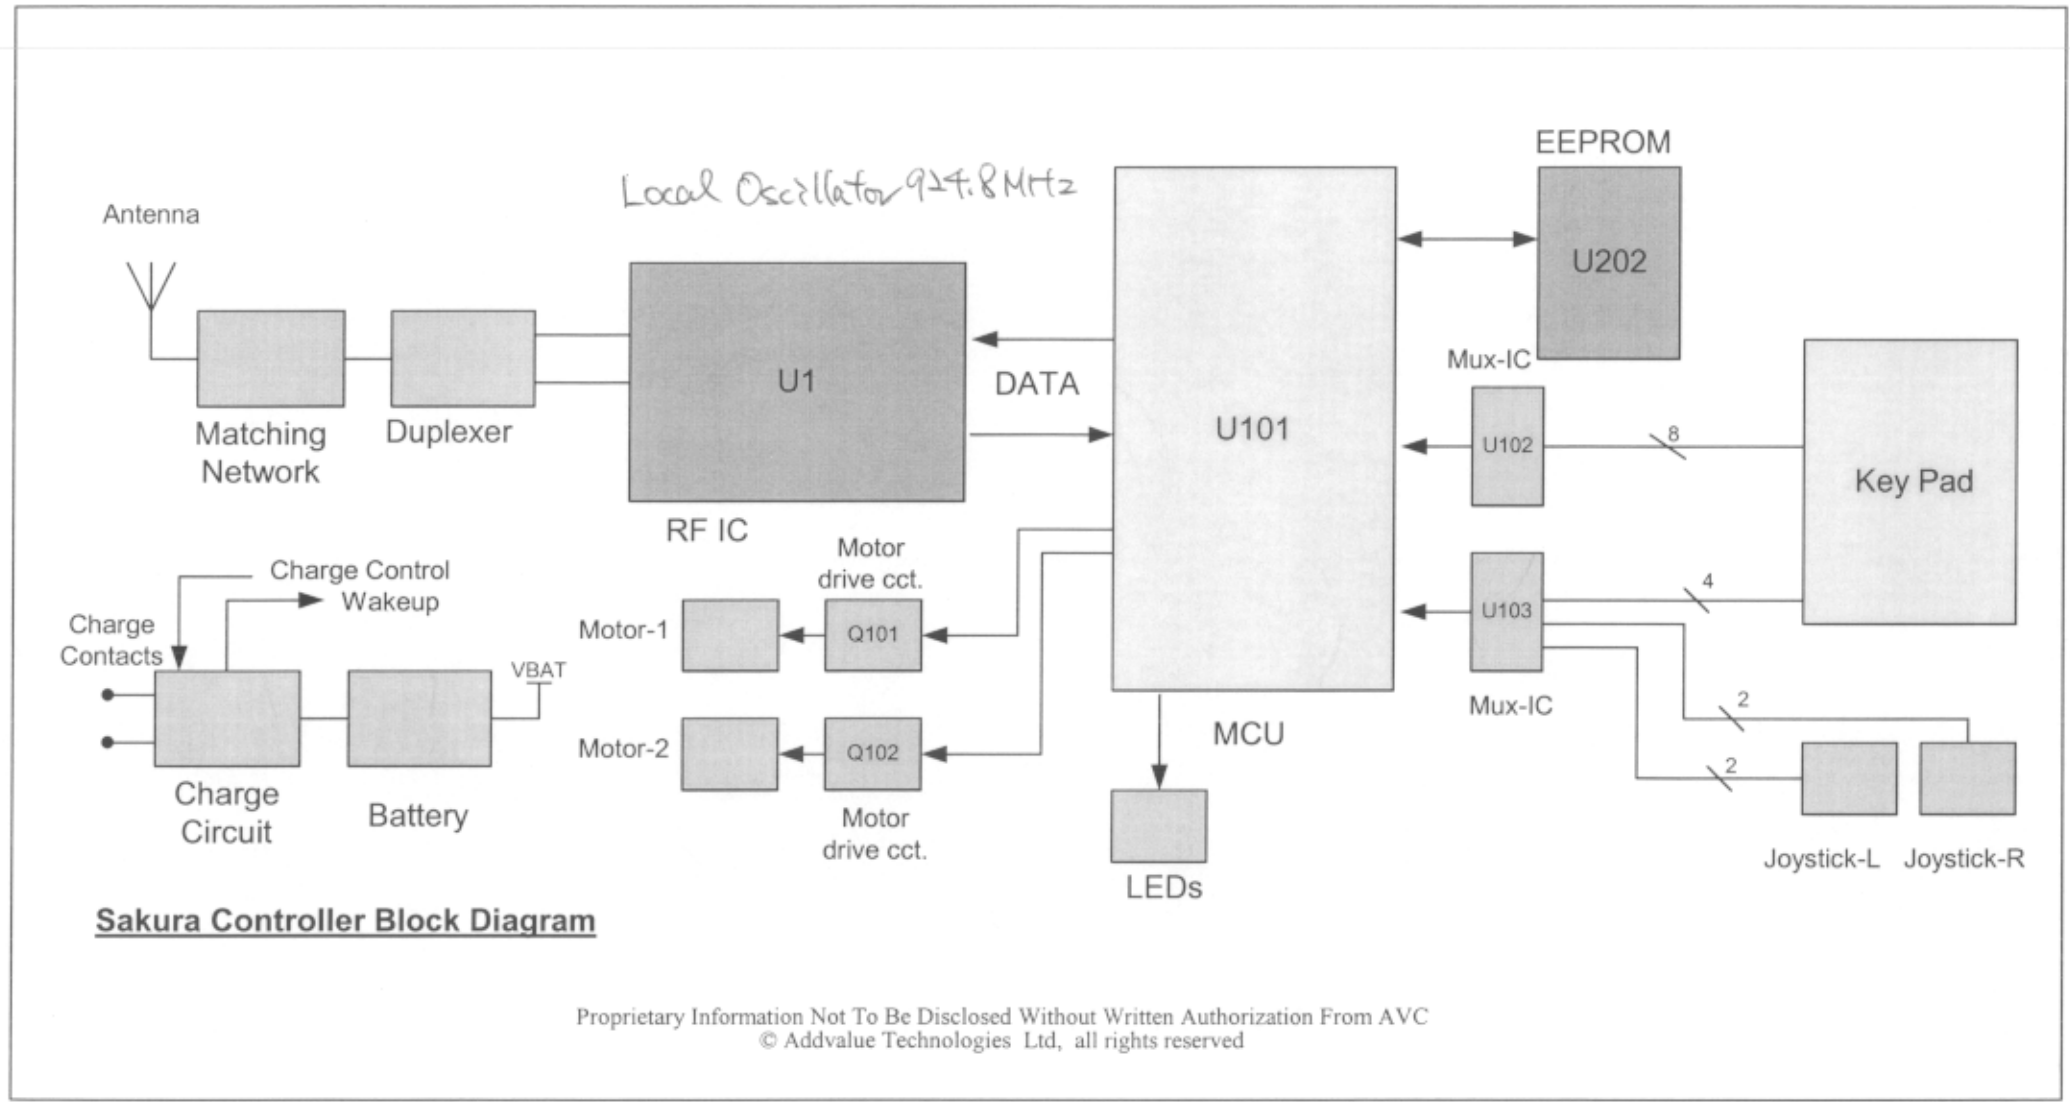 EEPROM
Local Oscillator 924.8MHz
Antenna
U202
Mux-IC
U1
DATA
U101
U102
8
Key Pad
Matching
Network
Duplexer
RF IC
Motor
drive cct.
Charge Control
Wakeup
Charge
Contacts
Motor-1
Q101
U103
4
VBAT
Mux-IC
2
MCU
Motor-2
Q102
2
Charge
Circuit
Battery
Motor
drive cct.
LEDs
Joystick-L
Joystick-R
Sakura Controller Block Diagram
Proprietary Information Not To Be Disclosed Without Written Authorization From AVC
© Addvalue Technologies Ltd, all rights reserved